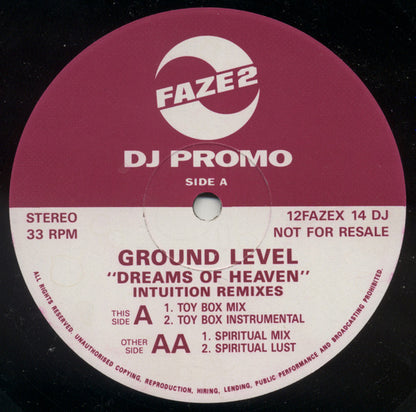 FAZE2
DJ PROMO
SIDE A
STEREO
33 RPM
12FAZEX 14 DJ
NOT FOR RESALE
GROUND LEVEL
"DREAMS OF HEAVEN"
INTUITION REMIXES
THIS SIDE A
1. TOY BOX MIX
2. TOY BOX INSTRUMENTAL
OTHER SIDE AA
1. SPIRITUAL MIX
2. SPIRITUAL LUST
ALL RIGHTS RESERVED. UNAUTHORISED COPYING, REPRODUCTION, HIRING, LENDING, PUBLIC PERFORMANCE AND BROADCASTING PROHIBITED.